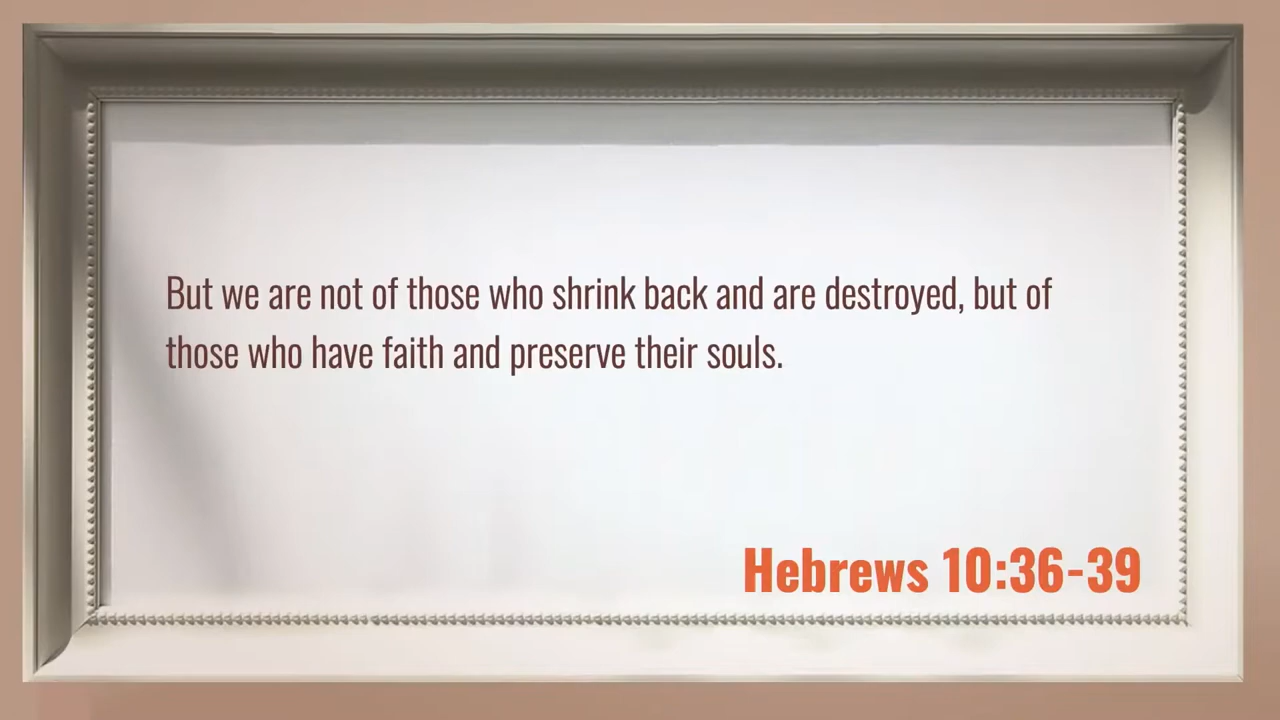 But we are not of those who shrink back and are destroyed, but of
those who have faith and preserve their souls.
Hebrews 10:36-39